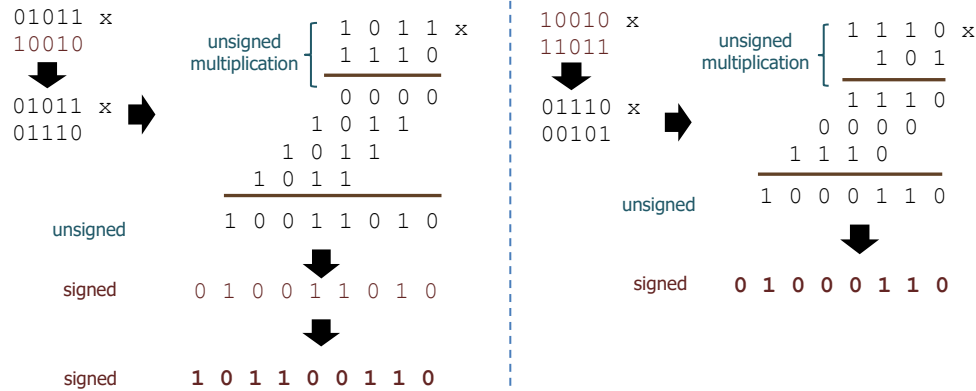 01011 x
10010
01011 x
01110
unsigned
multiplication
1 0 1 1 x
1 1 1 0
0 0 0 0
1 0 1 1
1 0 1 1
1 0 1 1
unsigned
1 0 0 1 1 0 1 0
signed
0 1 0 0 1 1 0 1 0
signed
1 0 1 1 0 0 1 1 0
10010 x
11011
01110 x
00101
unsigned
multiplication
1 1 1 0 x
1 0 1
1 1 1 0
0 0 0 0
1 1 1 0
unsigned
1 0 0 0 1 1 0
signed
0 1 0 0 0 1 1 0